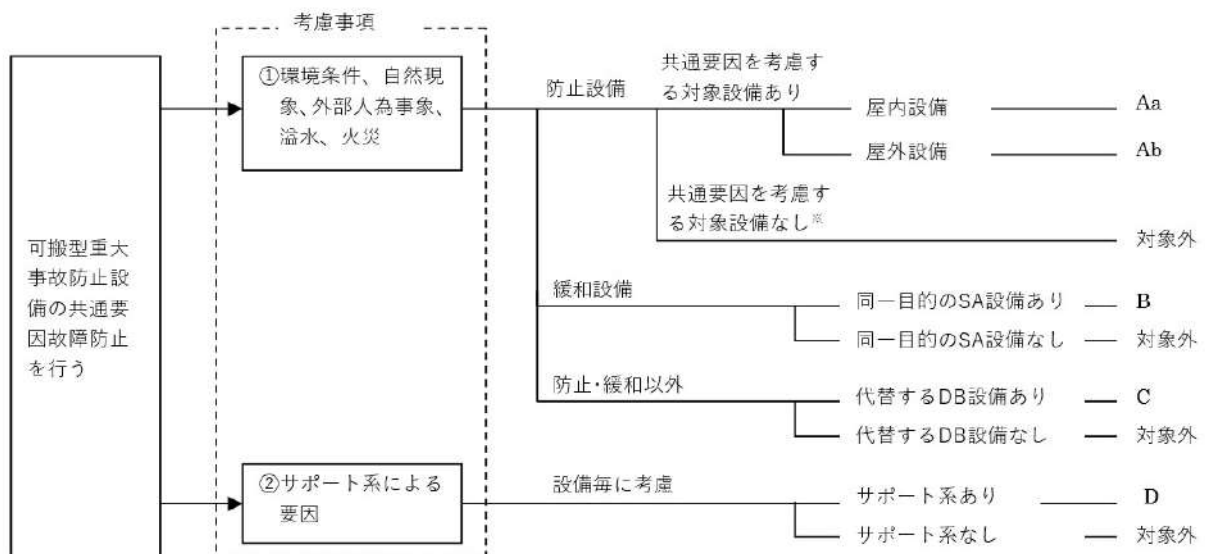 考慮事項
①環境条件、自然現
象、外部人為事象、
溢水、火災
防止設備
共通要因を考慮す
る対象設備あり
屋内設備
Aa
屋外設備
Ab
共通要因を考慮す
る対象設備なし※
対象外
可搬型重大
事故防止設
備の共通要
因故障防止
を行う
緩和設備
同一目的のSA設備あり
B
同一目的のSA設備なし
対象外
防止・緩和以外
代替するDB設備あり
C
代替するDB設備なし
対象外
②サポート系による
要因
設備毎に考慮
サポート系あり
D
サポート系なし
対象外